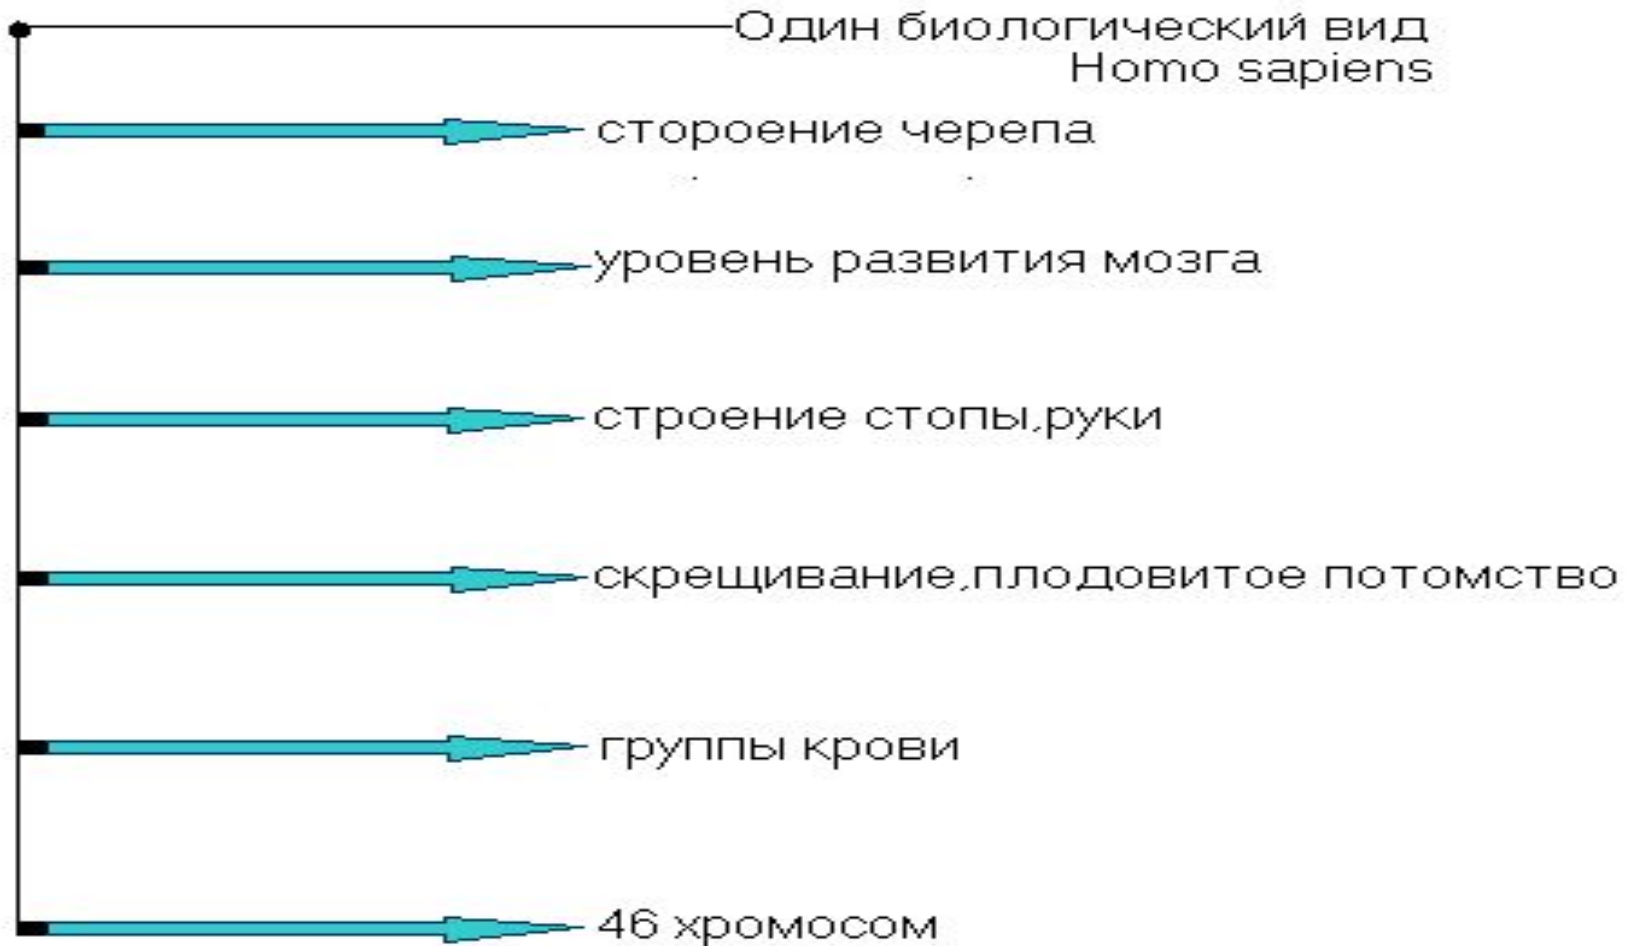 Один биологический вид
Homo sapiens
стороение черепа
уровень развития мозга
строение стопы,руки
скрещивание,плодовитое потомство
группы крови
46 хромосом